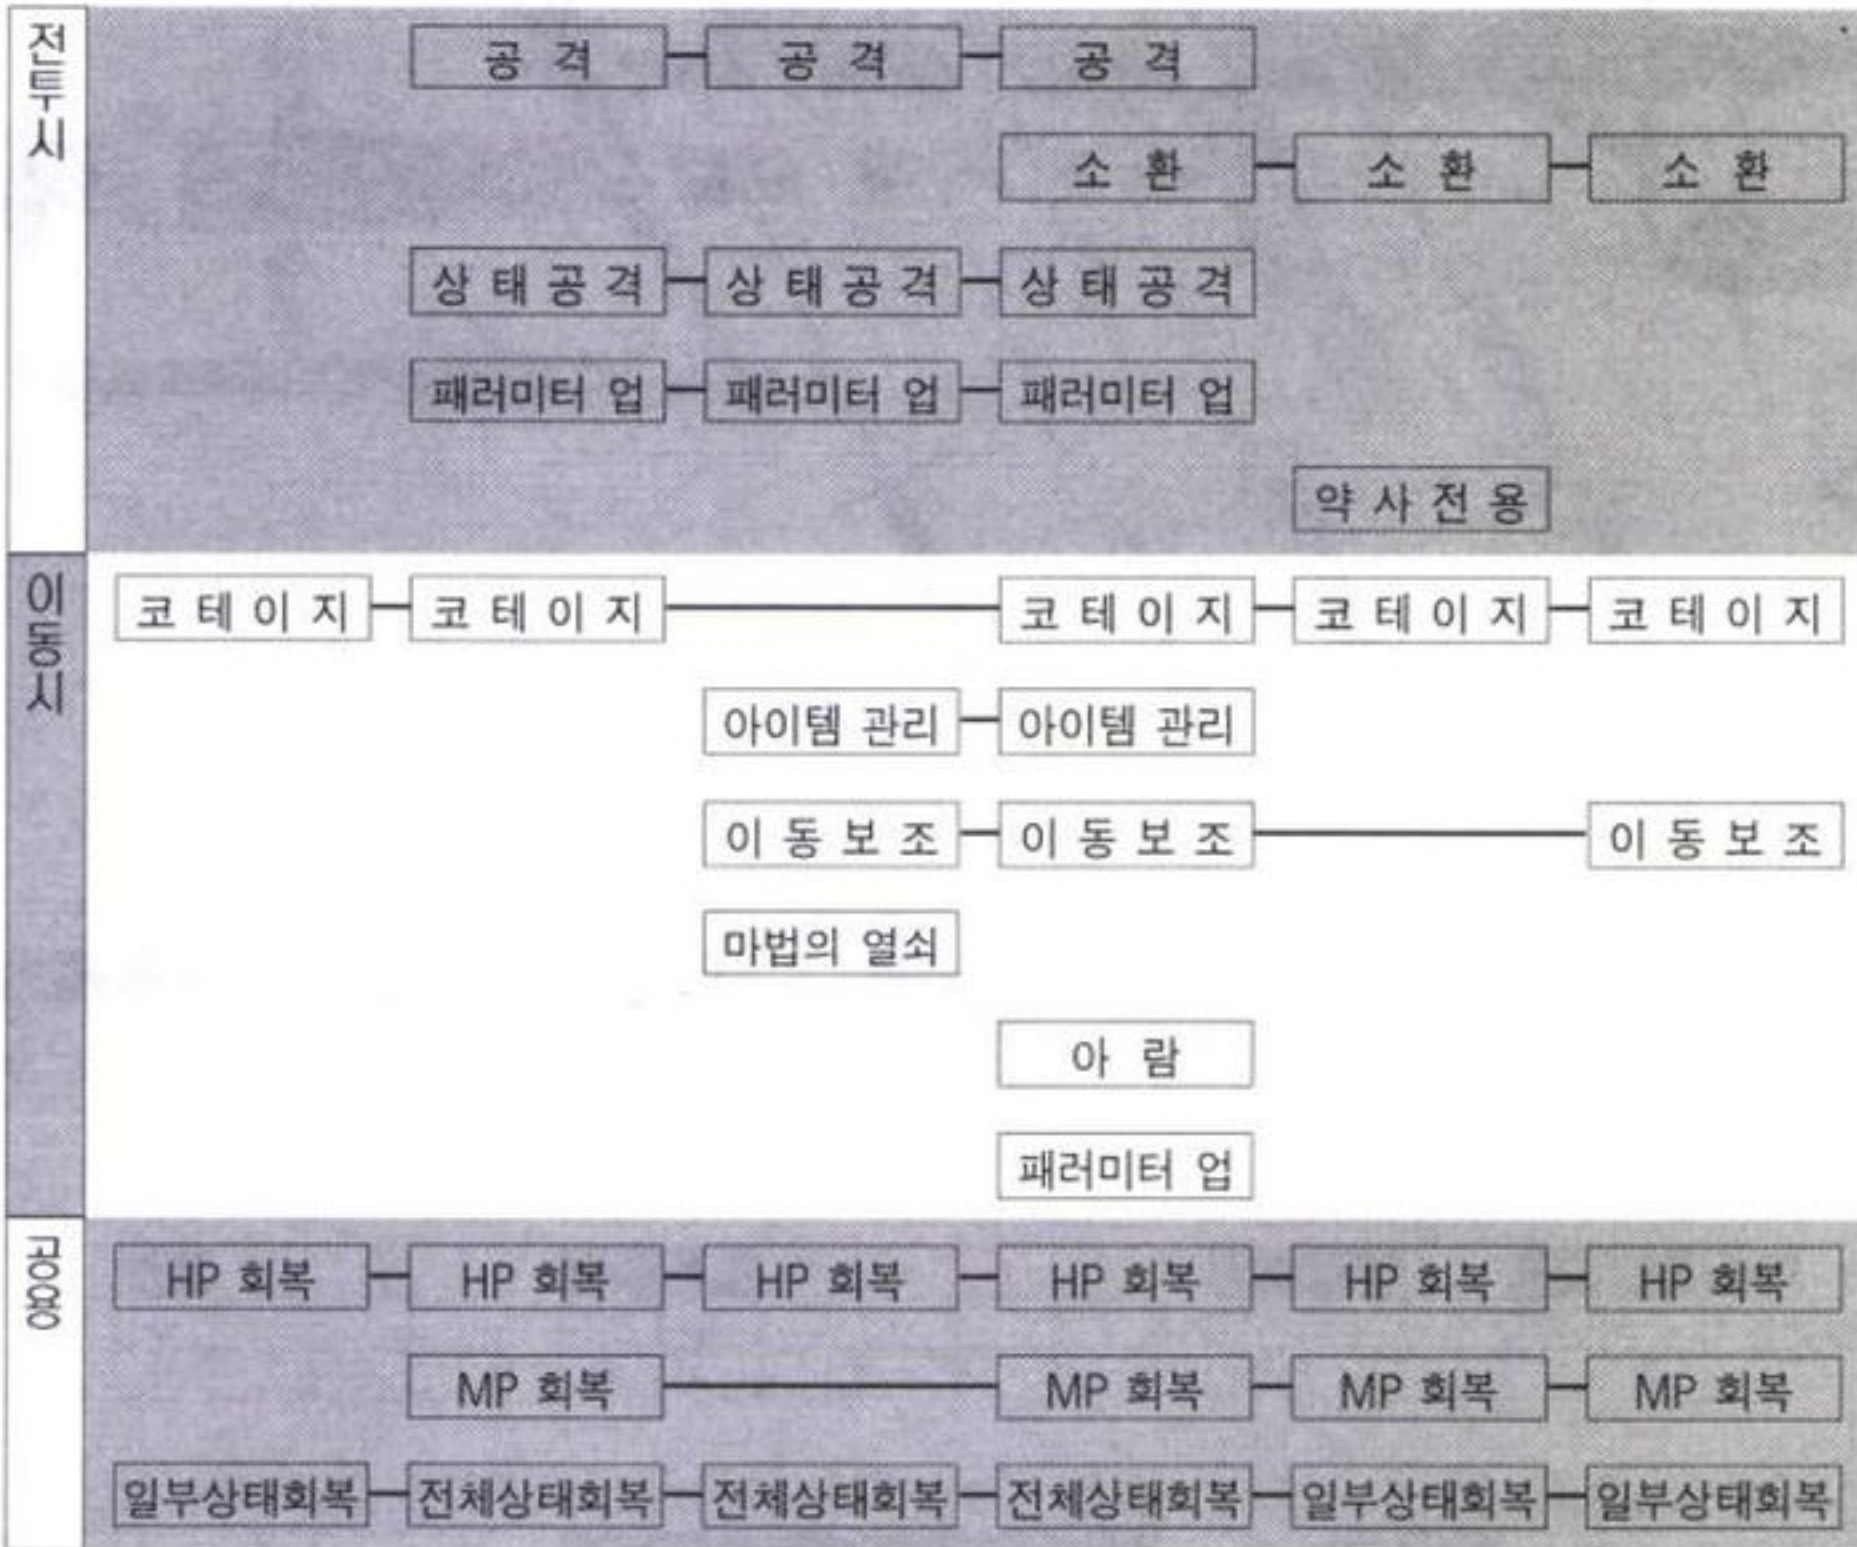 전투시
공 격 공 격 공 격
소 환 소 환 소 환
상 태 공 격 상 태 공 격 상 태 공 격
패러미터 업 패러미터 업 패러미터 업
약 사 전 용
이동시
코 테 이 지 코 테 이 지 코 테 이 지 코 테 이 지 코 테 이 지
아이템 관리 아이템 관리
이 동 보 조 이 동 보 조 이 동 보 조
마법의 열쇠
아 람
패러미터 업
공용
HP 회복 HP 회복 HP 회복 HP 회복 HP 회복 HP 회복
MP 회복 MP 회복 MP 회복 MP 회복
일부상태회복 전체상태회복 전체상태회복 전체상태회복 일부상태회복 일부상태회복